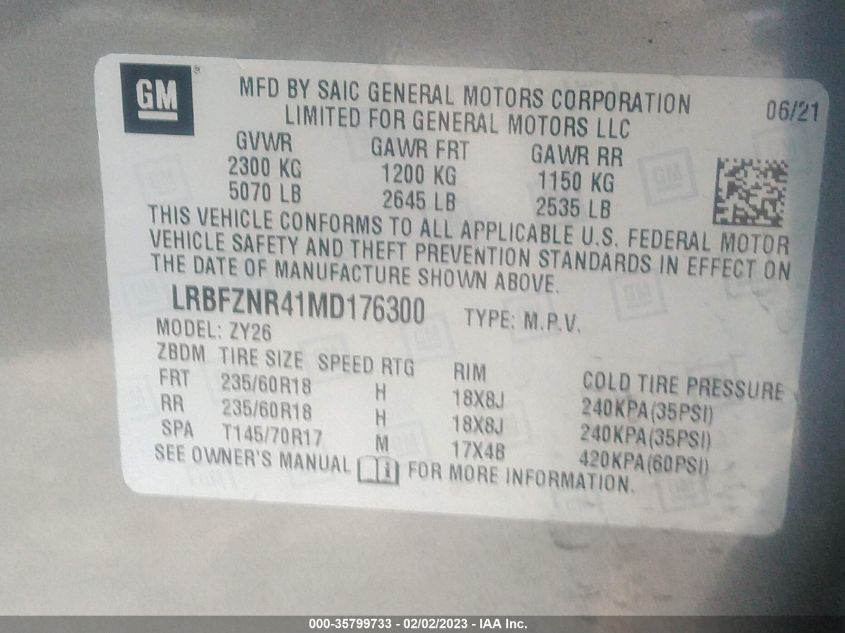 GM
MFD BY SAIC GENERAL MOTORS CORPORATION
LIMITED FOR GENERAL MOTORS LLC
06/21
GVWR GAWR FRT GAWR RR
2300 KG 1200 KG 1150 KG
5070 LB 2645 LB 2535 LB
THIS VEHICLE CONFORMS TO ALL APPLICABLE U.S. FEDERAL MOTOR
VEHICLE SAFETY AND THEFT PREVENTION STANDARDS IN EFFECT ON
THE DATE OF MANUFACTURE SHOWN ABOVE.
LRBFZNR41MD176300 TYPE: M.P.V.
MODEL: ZY26
ZBDM TIRE SIZE SPEED RTG RIM COLD TIRE PRESSURE
FRT 235/60R18 H 18X8J 240KPA(35PSI)
RR 235/60R18 H 18X8J 240KPA(35PSI)
SPA T145/70R17 M 17X4B 420KPA(60PSI)
SEE OWNER'S MANUAL FOR MORE INFORMATION.
000-35799733 - 02/02/2023 - IAA Inc.